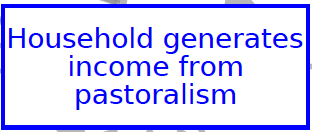 Household generates
income from
pastoralism